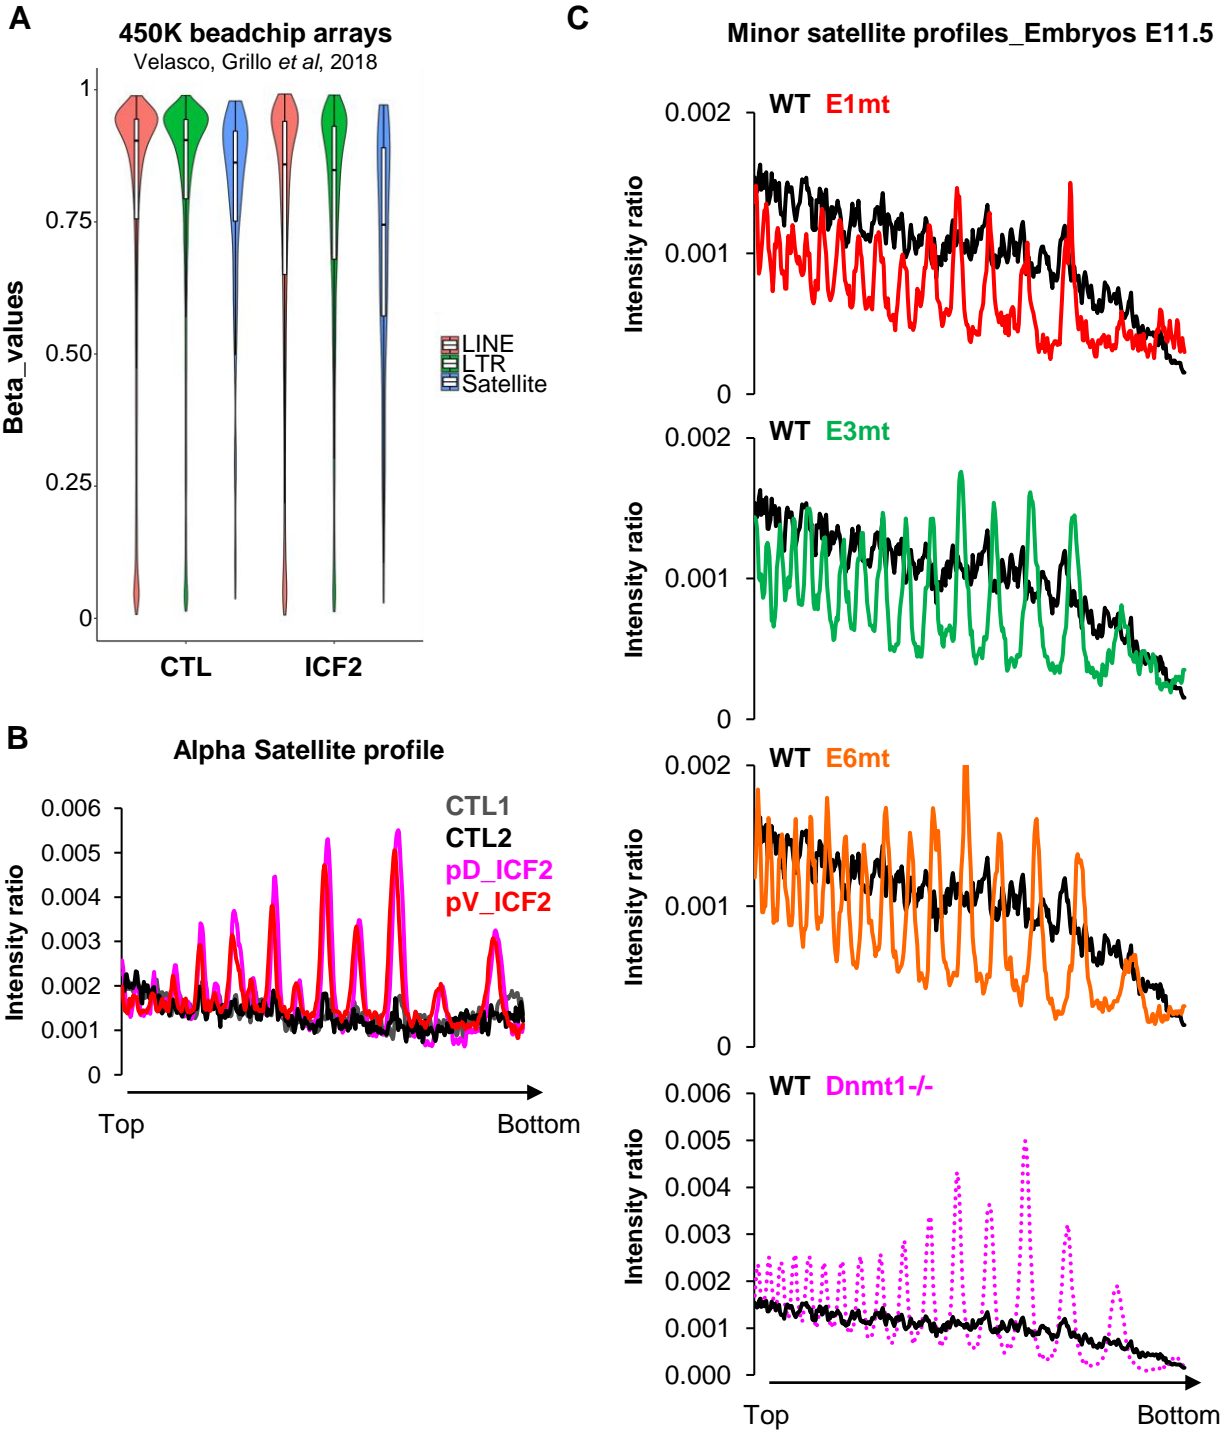 A
450K beadchip arrays
Velasco, Grillo et al, 2018
Beta_values
1
0.75
0.50
0.25
0
CTL
ICF2
LINE
LTR
Satellite
B
Alpha Satellite profile
Intensity ratio
0.006
0.005
0.004
0.003
0.002
0.001
0
CTL1
CTL2
pD_ICF2
pV_ICF2
Top
Bottom
C
Minor satellite profiles_Embryos E11.5
WT E1mt
Intensity ratio
0.002
0.001
0
WT E3mt
Intensity ratio
0.002
0.001
0
WT E6mt
Intensity ratio
0.002
0.001
0
WT Dnmt1-/-
Intensity ratio
0.006
0.005
0.004
0.003
0.002
0.001
0.000
Top
Bottom